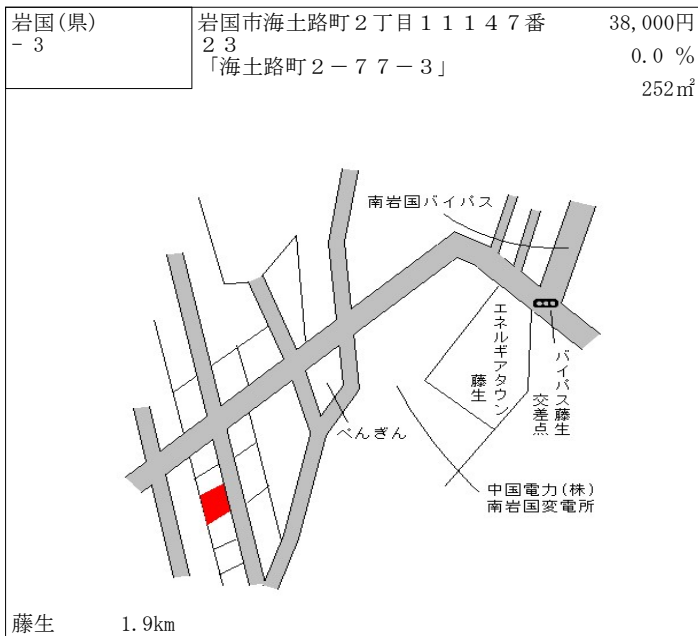 岩国(県)
- 3
岩国市海土路町２丁目１１１４７番
２３
「海土路町２－７７－３」
38,000円
0.0 %
252㎡
南岩国バイパス
エネルギアタウン
藤生
バイパス藤生
交差点
ぺんぎん
中国電力(株)
南岩国変電所
藤生 1.9km